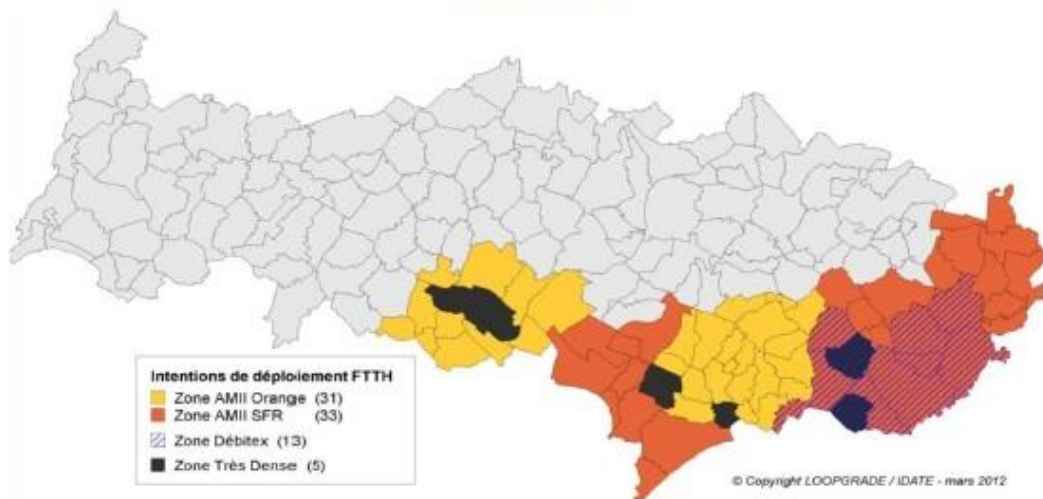 Intentions de déploiement FTTH
Zone AMII Orange (31)
Zone AMII SFR (33)
Zone Débitex (13)
Zone Très Dense (5)
© Copyright LOOPGRADE / IDATE - mars 2012